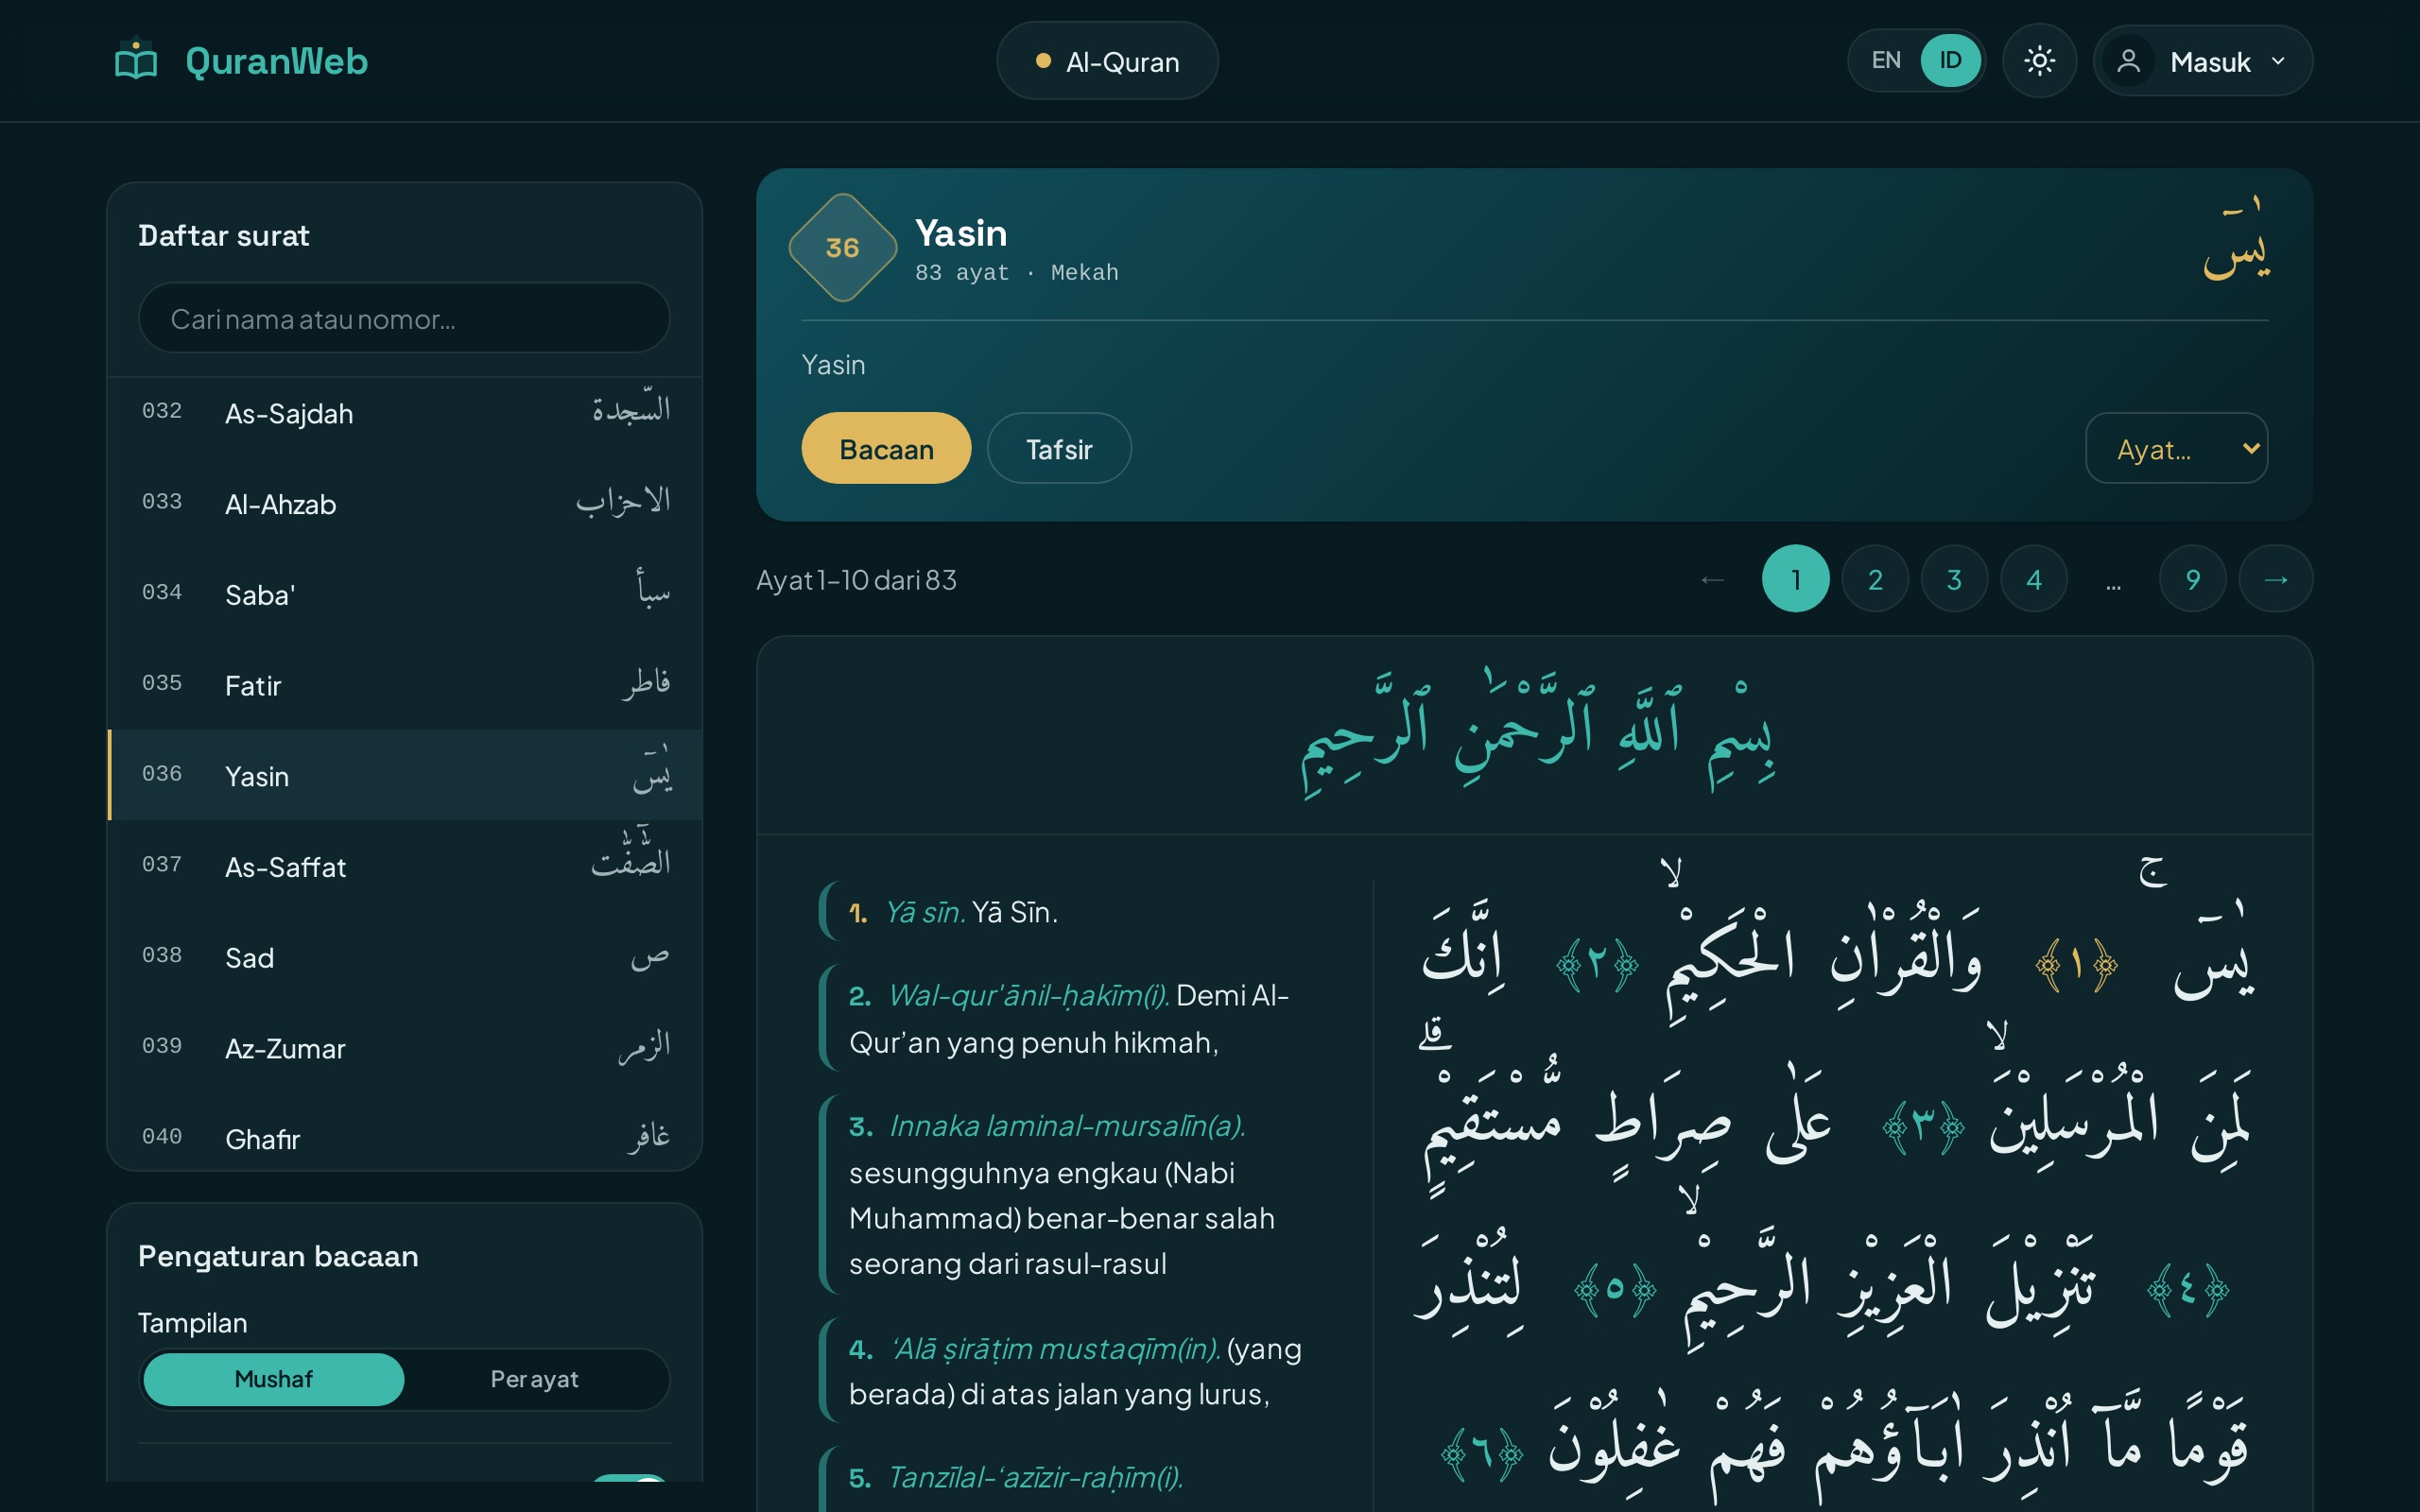 QuranWeb
Al-Quran
EN ID
Masuk
Daftar surat
Cari nama atau nomor...
032 As-Sajdah السّجدة
033 Al-Ahzab الاحزاب
034 Saba' سبأ
035 Fatir فاطر
036 Yasin يٰسۤ
037 As-Saffat الصّٰۤفّٰت
038 Sad ص
039 Az-Zumar الزمر
040 Ghafir غافر
Pengaturan bacaan
Tampilan
Mushaf Per ayat
36
Yasin
83 ayat · Mekah
يٰسۤ
Yasin
Bacaan Tafsir Ayat...
Ayat 1–10 dari 83
← 1 2 3 4 … 9 →
بِسْمِ ٱللَّهِ ٱلرَّحْمَٰنِ ٱلرَّحِيمِ
1. Yā sīn. Yā Sīn.
2. Wal-qur'ānil-ḥakīm(i). Demi Al-
Qur’an yang penuh hikmah,
3. Innaka laminal-mursalīn(a).
sesungguhnya engkau (Nabi
Muhammad) benar-benar salah
seorang dari rasul-rasul
4. ‘Alā ṣirāṭim mustaqīm(in). (yang
berada) di atas jalan yang lurus,
5. Tanzīlal-‘azīzir-raḥīm(i).
يٰسۤ ۚ ﴿١﴾ وَالْقُرْاٰنِ الْحَكِيْمِۙ ﴿٢﴾ اِنَّكَ
لَمِنَ الْمُرْسَلِيْنَۙ ﴿٣﴾ عَلٰى صِرَاطٍ مُّسْتَقِيْمٍۗ
﴿٤﴾ تَنْزِيْلَ الْعَزِيْزِ الرَّحِيْمِۙ ﴿٥﴾ لِتُنْذِرَ
قَوْمًا مَّآ اُنْذِرَ اٰبَاۤؤُهُمْ فَهُمْ غٰفِلُوْنَ ﴿٦﴾